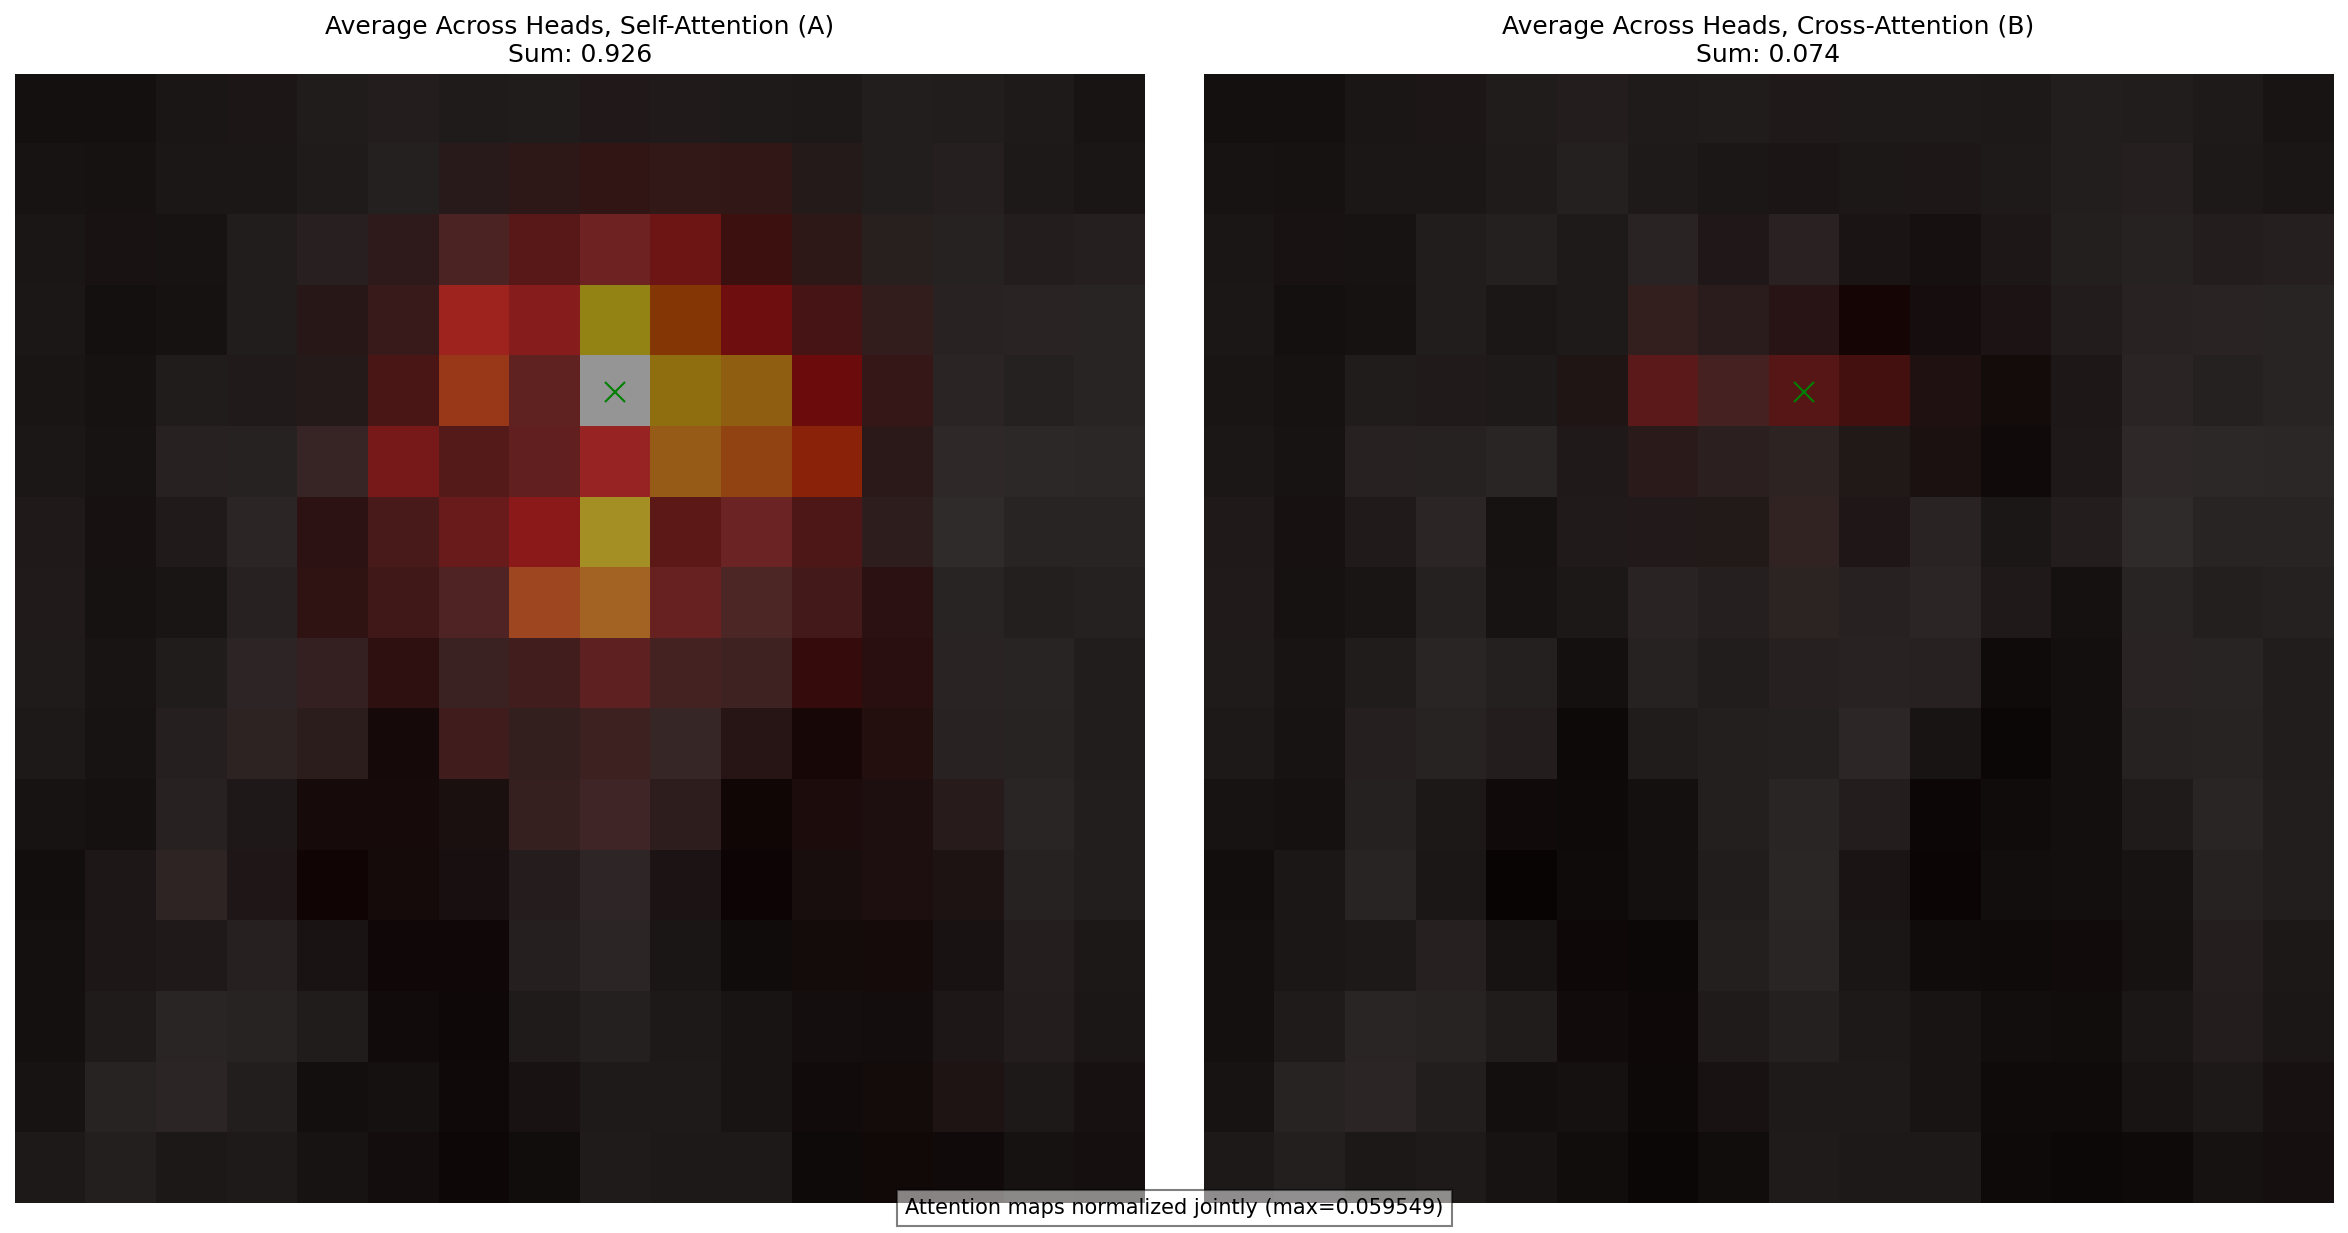 Average Across Heads, Self-Attention (A)
Sum: 0.926
Average Across Heads, Cross-Attention (B)
Sum: 0.074
Attention maps normalized jointly (max=0.059549)